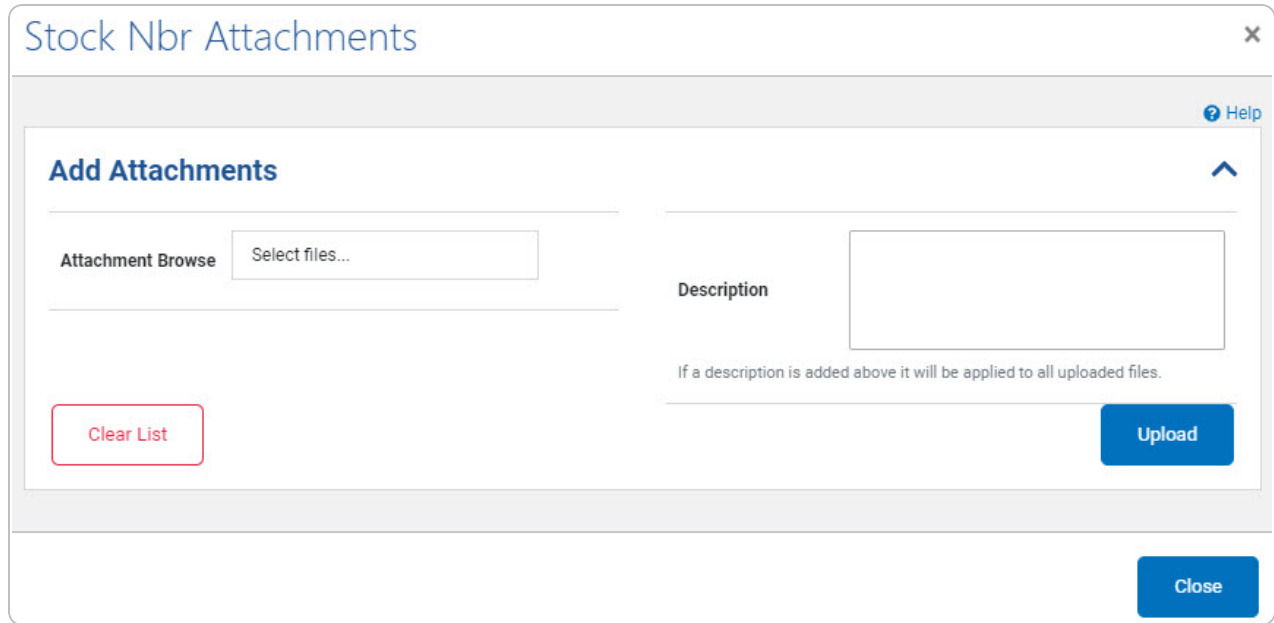 Stock Nbr Attachments
×
Help
Add Attachments
Attachment Browse
Select files...
Description
If a description is added above it will be applied to all uploaded files.
Clear List
Upload
Close